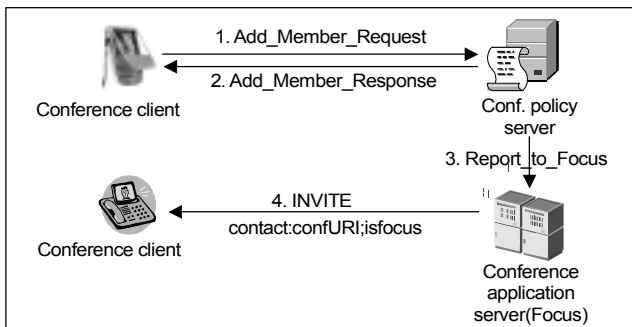 1. Add_Member_Request
2. Add_Member_Response
Conference client
Conf. policy
server
3. Report_to_Focus
4. INVITE
contact:confURI;isfocus
Conference client
Conference
application
server(Focus)